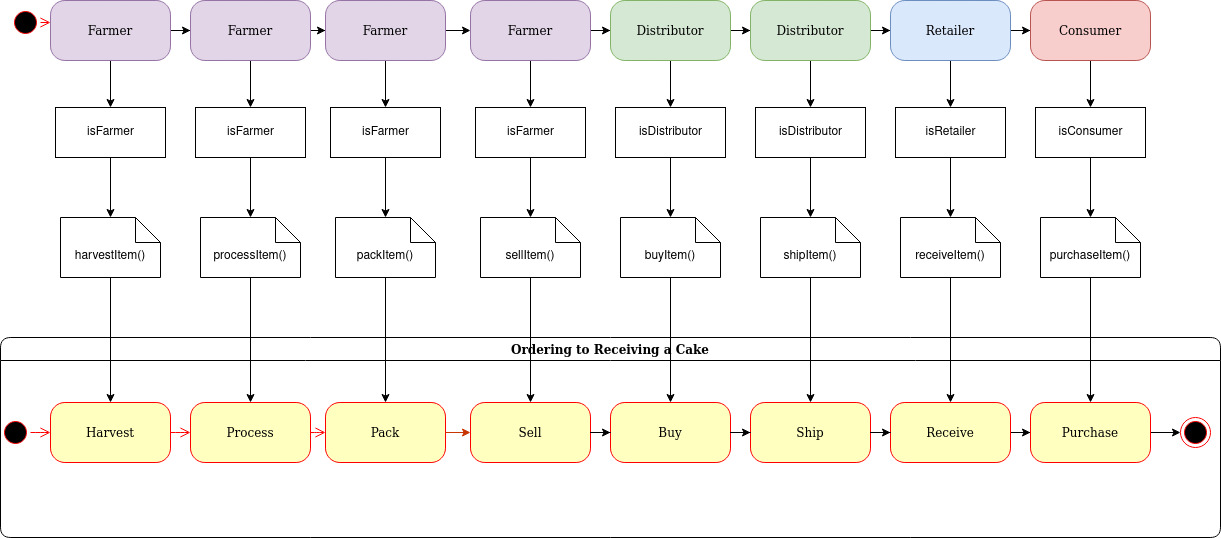 Farmer
Farmer
Farmer
Farmer
Distributor
Distributor
Retailer
Consumer
isFarmer
isFarmer
isFarmer
isFarmer
isDistributor
isDistributor
isRetailer
isConsumer
harvestItem()
processItem()
packItem()
sellItem()
buyItem()
shipItem()
receiveItem()
purchaseItem()
Ordering to Receiving a Cake
Harvest
Process
Pack
Sell
Buy
Ship
Receive
Purchase